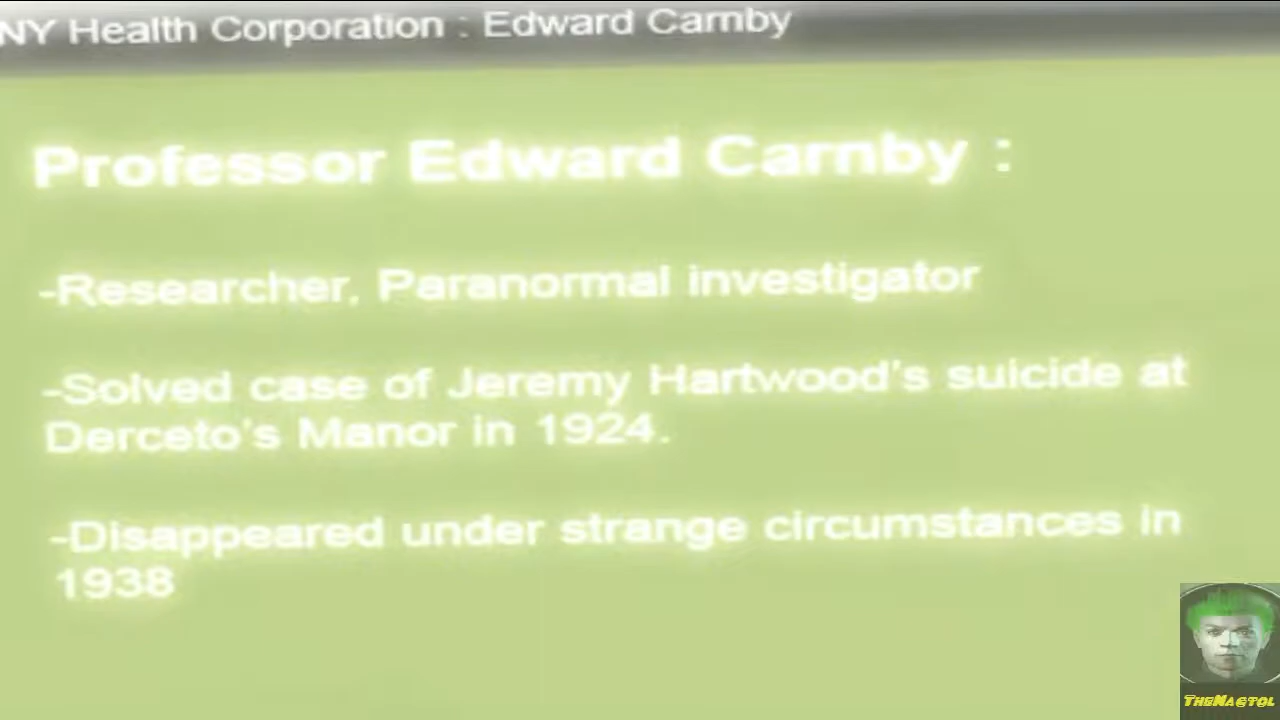 NY Health Corporation : Edward Carnby
Professor Edward Carnby :
-Researcher, Paranormal investigator
-Solved case of Jeremy Hartwood's suicide at
Derceto's Manor in 1924.
-Disappeared under strange circumstances in
1938
TheNagtol